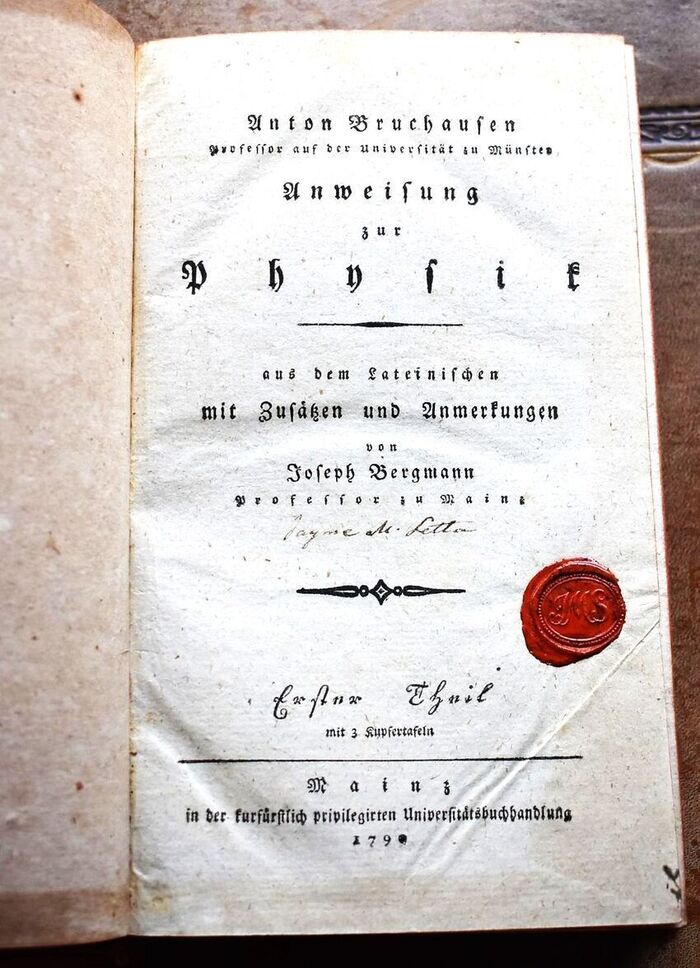 Anton Bruchausen
Professor auf der Universität zu Münster
Anweisung
zur
Physik
aus dem Lateinischen
mit Zusätzen und Anmerkungen
von
Joseph Bergmann
Professor zu Mainz
M.
Erster Theil
mit 3 Kupfertafeln
Mainz
in der kurfürstlich privilegirten Universitätsbuchhandlung